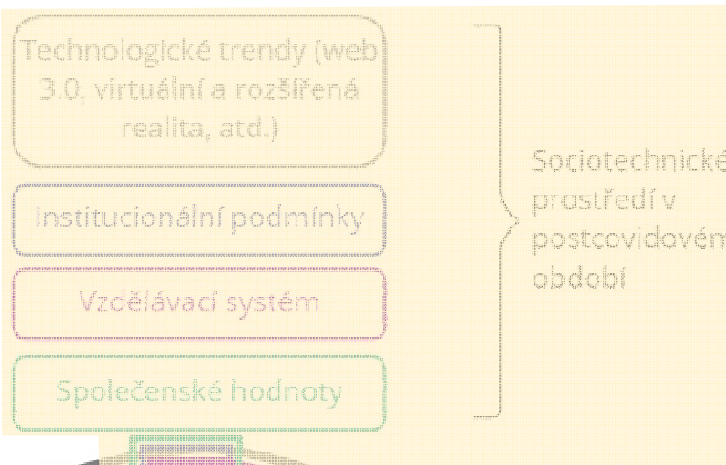 Technologické trendy (web
3.0. virtuální a rozšířená
realita, atd.)
Institucionální podmínky
Vzdělávací systém
Společenské hodnoty
Sociotechnické
prostředí v
postcovidovém
období